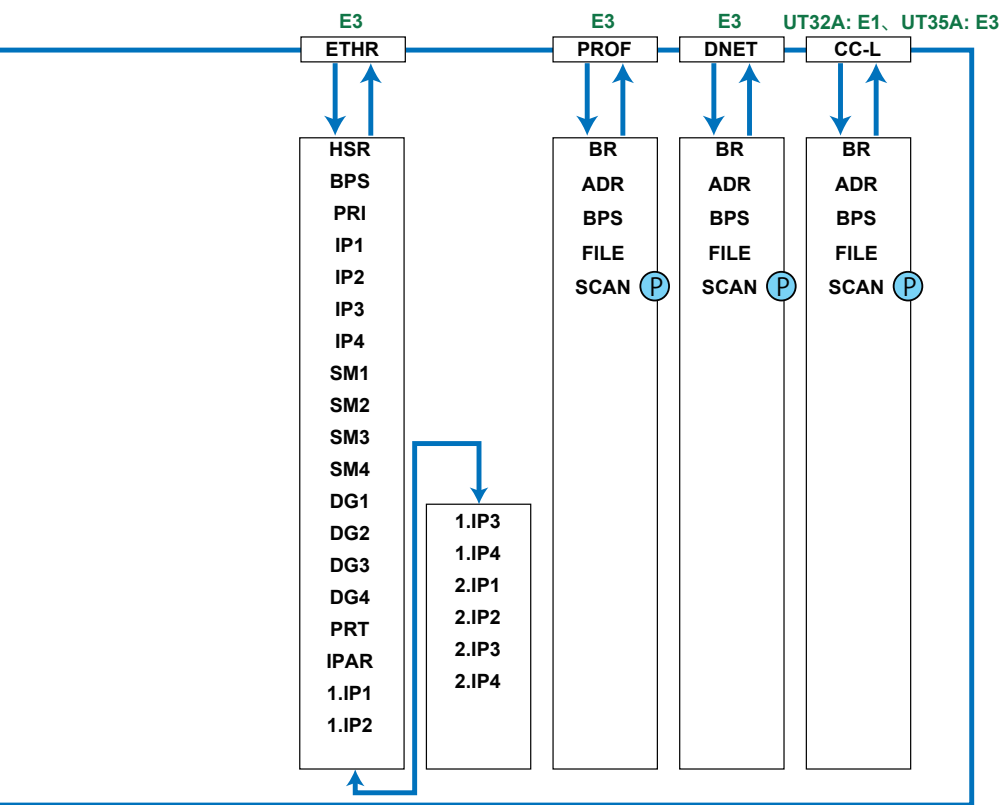 E3
E3
E3
UT32A: E1、UT35A: E3
ETHR
PROF
DNET
CC-L
HSR
BPS
PRI
IP1
IP2
IP3
IP4
SM1
SM2
SM3
SM4
DG1
DG2
DG3
DG4
PRT
IPAR
1.IP1
1.IP2
1.IP3
1.IP4
2.IP1
2.IP2
2.IP3
2.IP4
BR
ADR
BPS
FILE
SCAN P
BR
ADR
BPS
FILE
SCAN P
BR
ADR
BPS
FILE
SCAN P